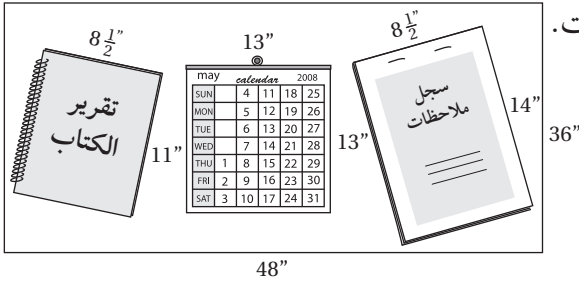 ت.
8 1/2”
13”
8 1/2”
تقرير
الكتاب
11”
may calendar 2008
SUN 4 11 18 25
MON 5 12 19 26
TUE 6 13 20 27
WED 7 14 21 28
THU 1 8 15 22 29
FRI 2 9 16 23 30
SAT 3 10 17 24 31
13”
سجل
ملاحظات
14”
36”
48”